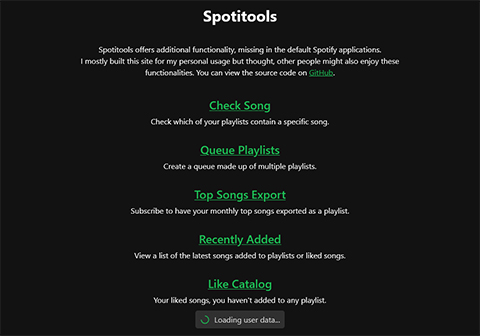 Spotitools
Spotitools offers additional functionality, missing in the default Spotify applications.
I mostly built this site for my personal usage but thought, other people might also enjoy these
functionalities. You can view the source code on GitHub.
Check Song
Check which of your playlists contain a specific song.
Queue Playlists
Create a queue made up of multiple playlists.
Top Songs Export
Subscribe to have your monthly top songs exported as a playlist.
Recently Added
View a list of the latest songs added to playlists or liked songs.
Like Catalog
Your liked songs, you haven't added to any playlist.
Loading user data...